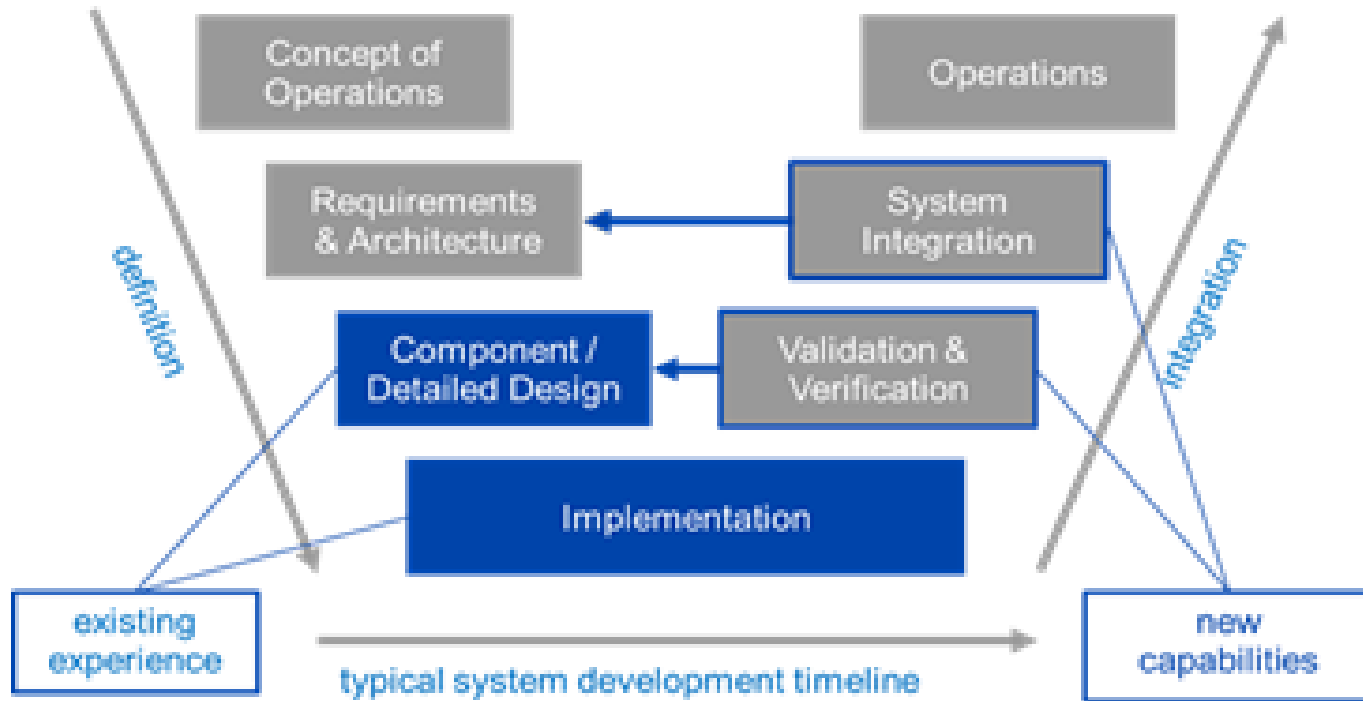 Concept of
Operations
Operations
Requirements
& Architecture
System
Integration
definition
integration
Component /
Detailed Design
Validation &
Verification
Implementation
existing
experience
new
capabilities
typical system development timeline